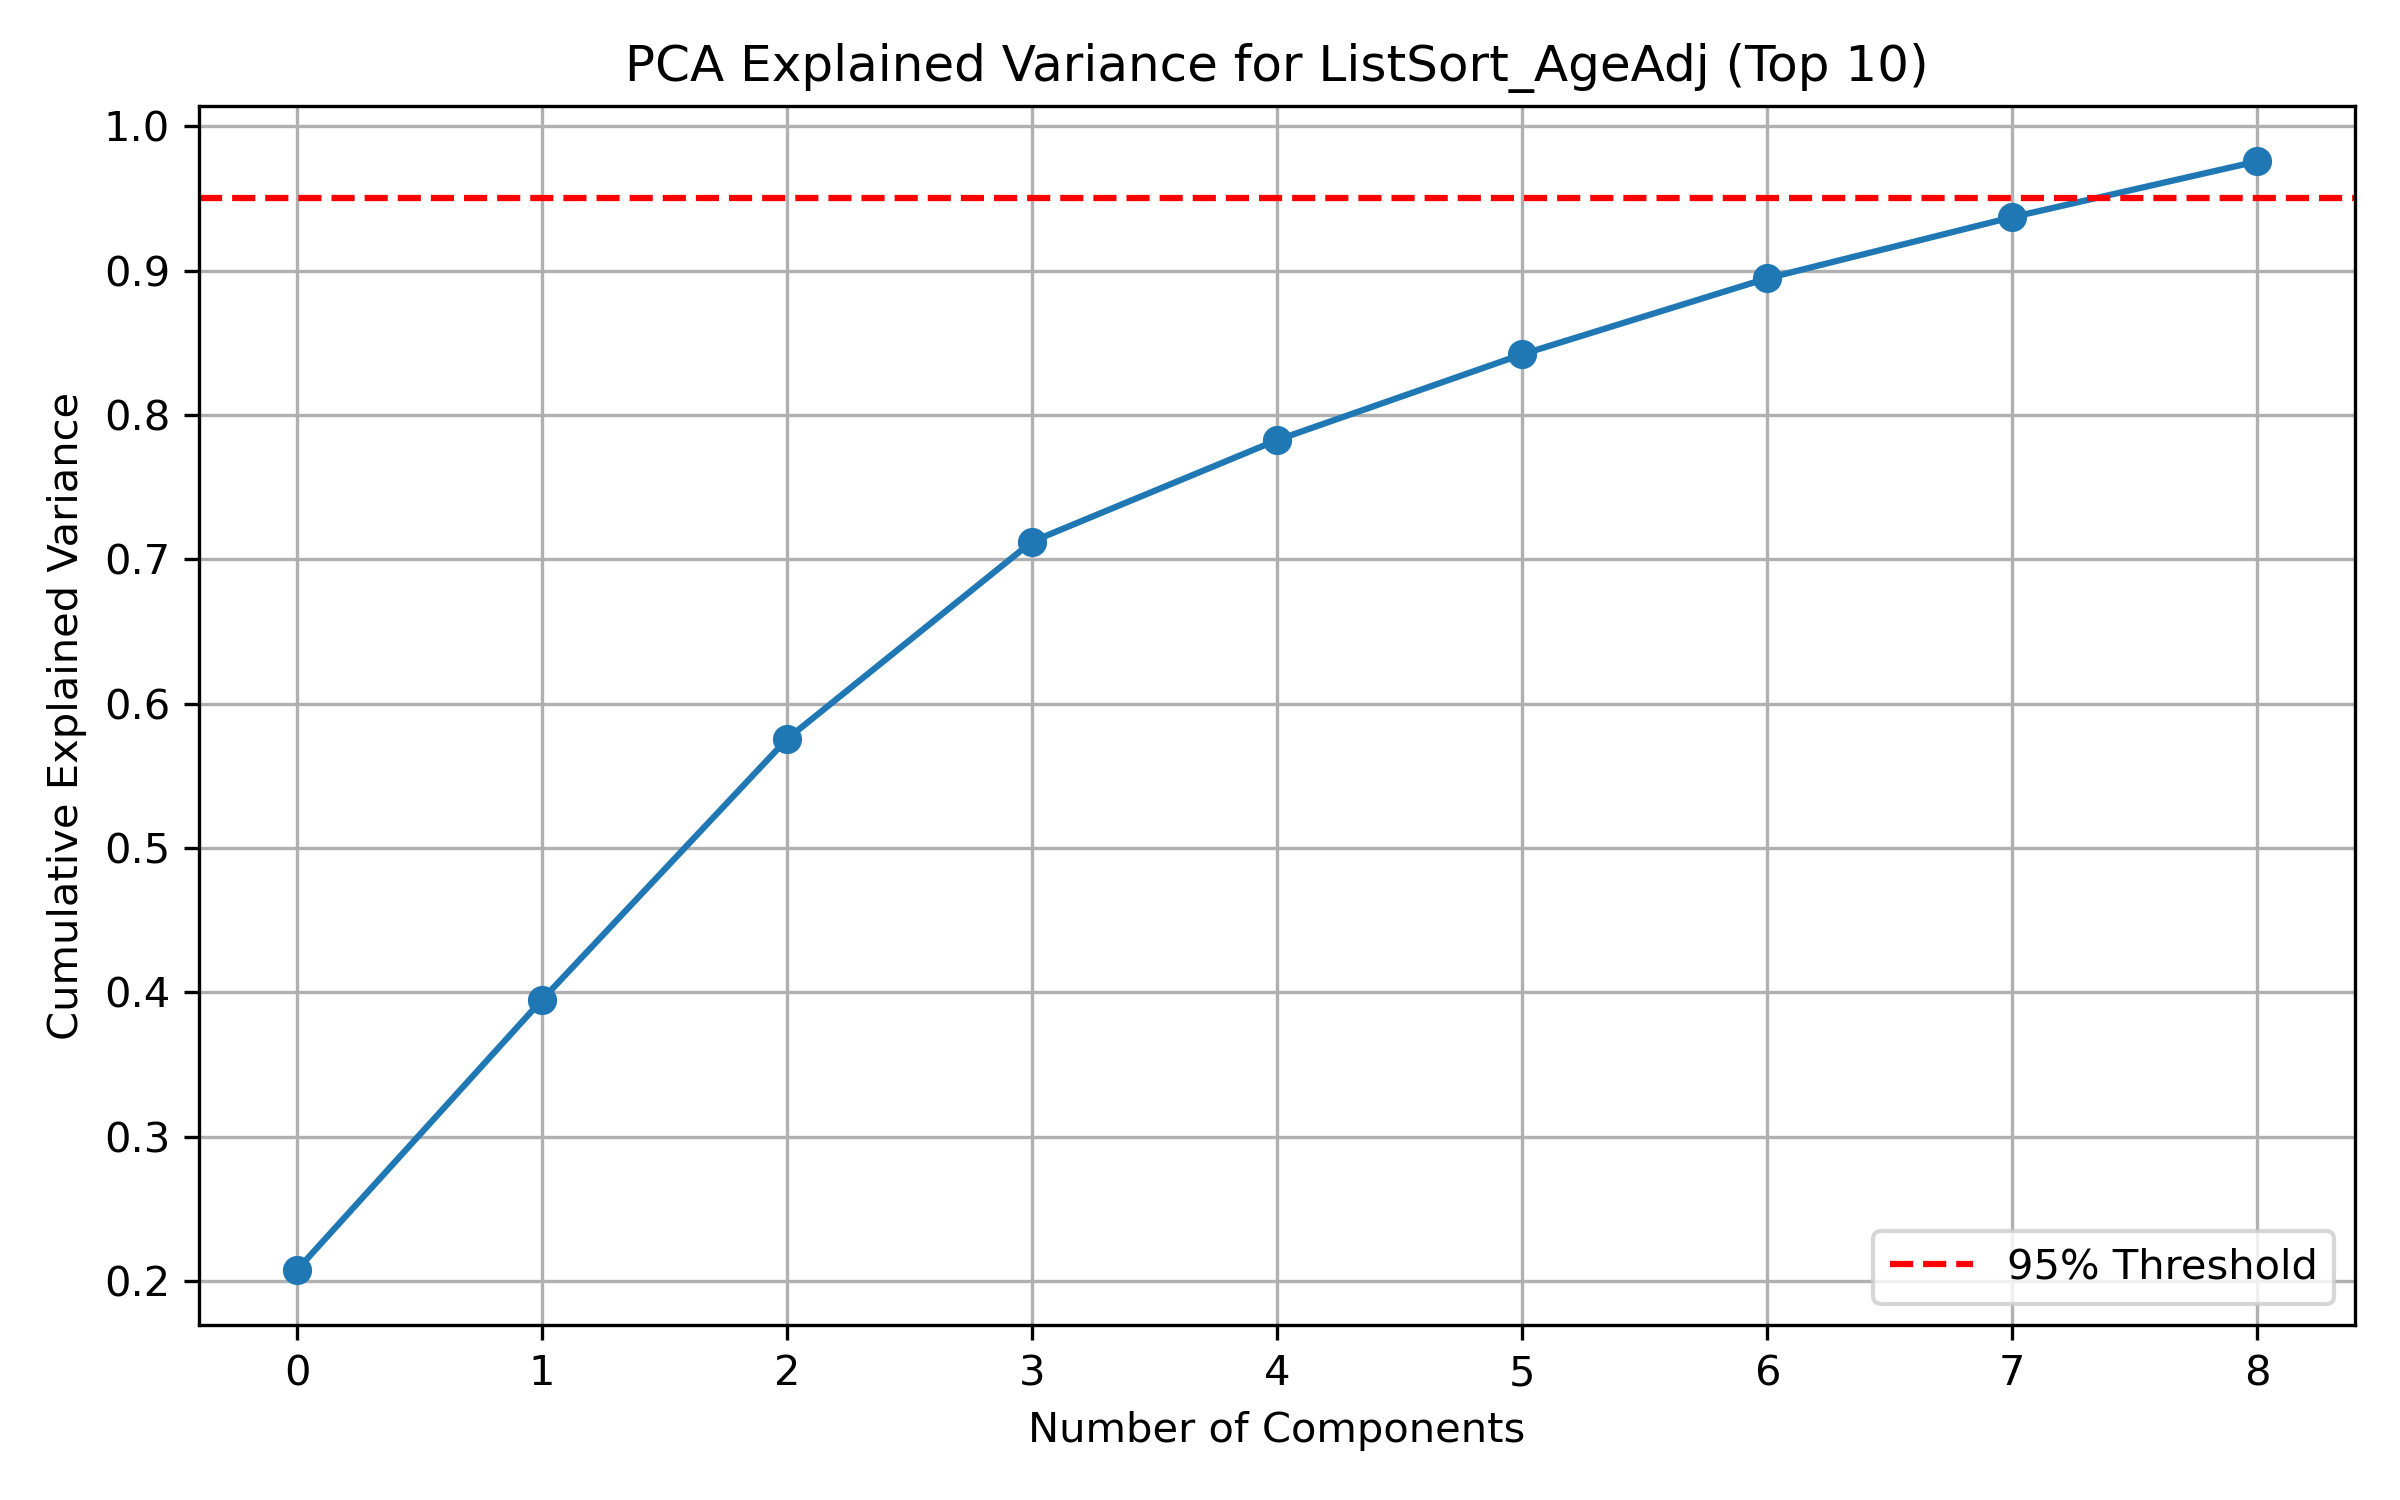 PCA Explained Variance for ListSort_AgeAdj (Top 10)
Cumulative Explained Variance
1.0
0.9
0.8
0.7
0.6
0.5
0.4
0.3
0.2
95% Threshold
0 1 2 3 4 5 6 7 8
Number of Components